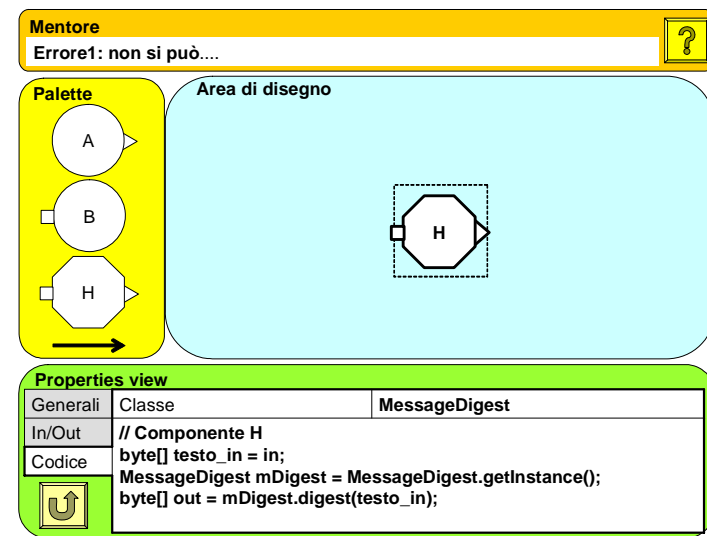 Mentore
?
Errore1: non si può....
Palette
Area di disegno
A
B
H
H
Properties view
Generali
Classe
MessageDigest
In/Out
Codice
// Componente H
byte[] testo_in = in;
MessageDigest mDigest = MessageDigest.getInstance();
byte[] out = mDigest.digest(testo_in);